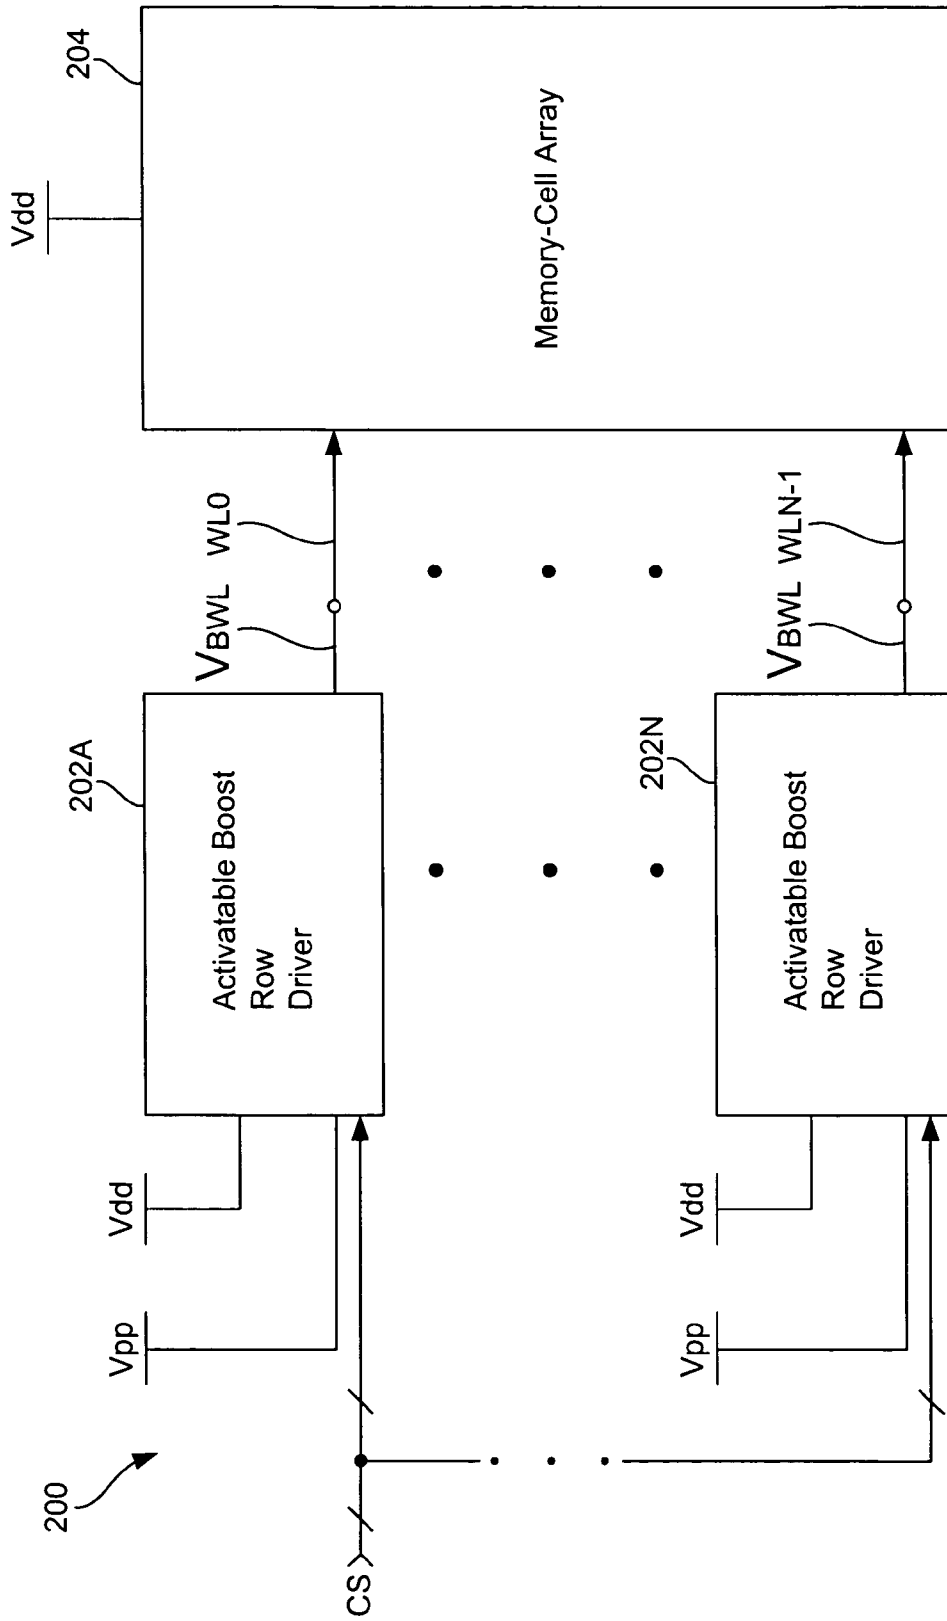 200
CS
Vpp
Vdd
Activatable Boost
Row
Driver
202A
VBWL
WL0
Vdd
204
Memory-Cell Array
Vpp
Vdd
Activatable Boost
Row
Driver
202N
VBWL
WLN-1